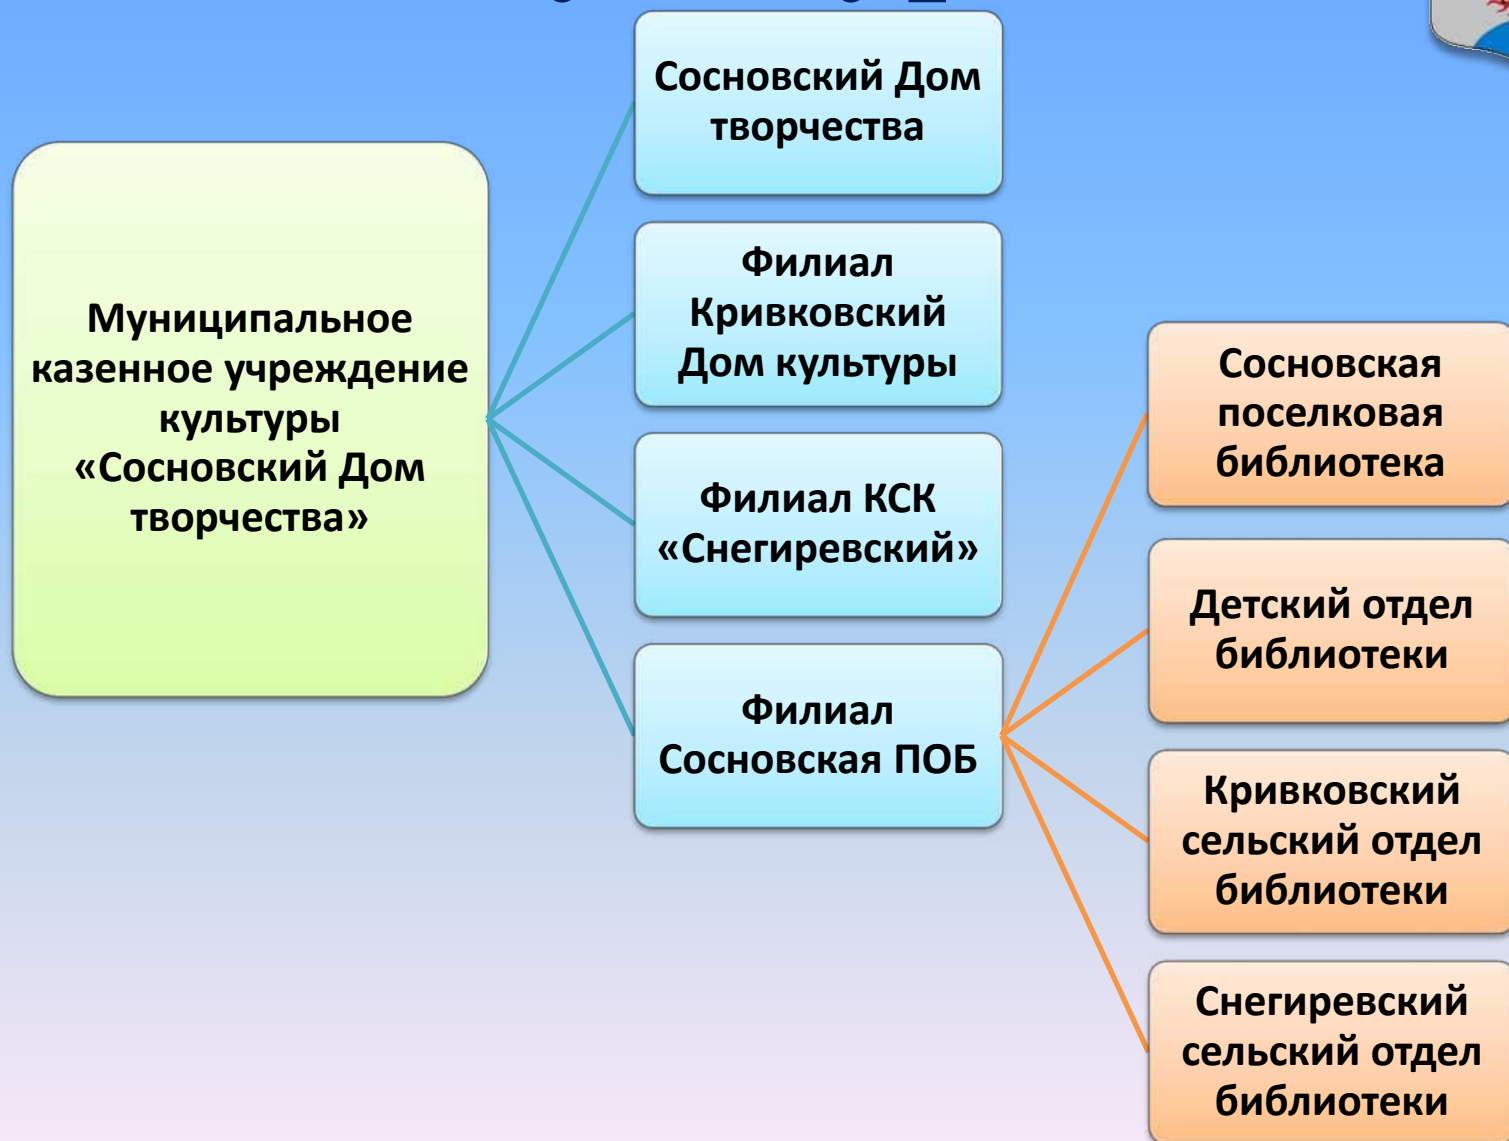 Муниципальное
казенное учреждение
культуры
«Сосновский Дом
творчества»
Сосновский Дом
творчества
Филиал
Кривковский
Дом культуры
Филиал КСК
«Снегиревский»
Филиал
Сосновская ПОБ
Сосновская
поселковая
библиотека
Детский отдел
библиотеки
Кривковский
сельский отдел
библиотеки
Снегиревский
сельский отдел
библиотеки